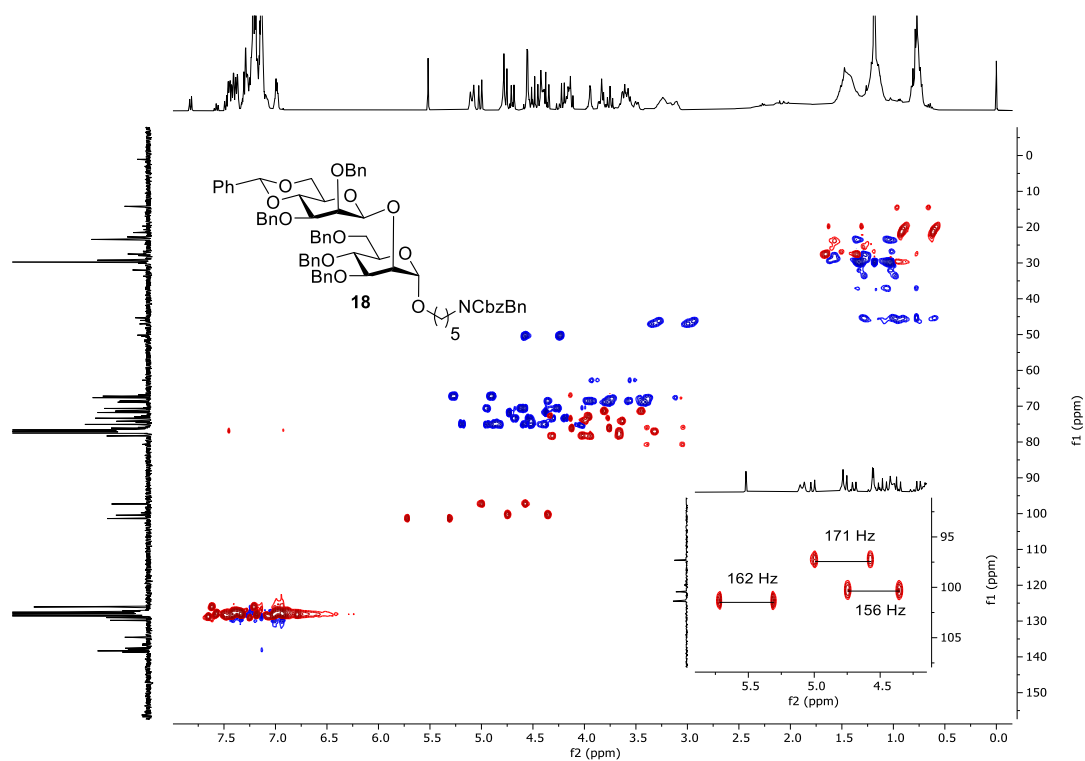 OBn
Ph
O
O
O
O
BnO
BnO
O
BnO
BnO
18
O
NCbzBn
5
0
10
20
30
40
50
60
70
80
90
100
110
120
130
140
150
f1 (ppm)
171 Hz
162 Hz
156 Hz
95
100
105
f1 (ppm)
5.5 5.0 4.5
f2 (ppm)
7.5 7.0 6.5 6.0 5.5 5.0 4.5 4.0 3.5 3.0 2.5 2.0 1.5 1.0 0.5 0.0
f2 (ppm)